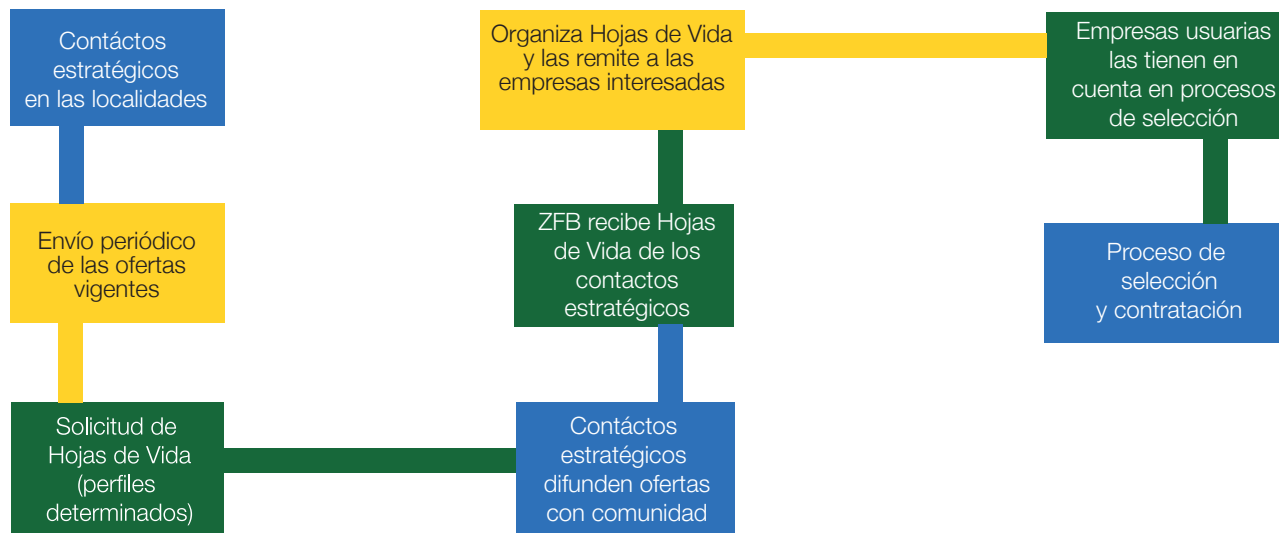 Contáctos
estratégicos
en las localidades
Envío periódico
de las ofertas
vigentes
Solicitud de
Hojas de Vida
(perfiles
determinados)
Contáctos
estratégicos
difunden ofertas
con comunidad
ZFB recibe Hojas
de Vida de los
contactos
estratégicos
Organiza Hojas de Vida
y las remite a las
empresas interesadas
Empresas usuarias
las tienen en
cuenta en procesos
de selección
Proceso de
selección
y contratación